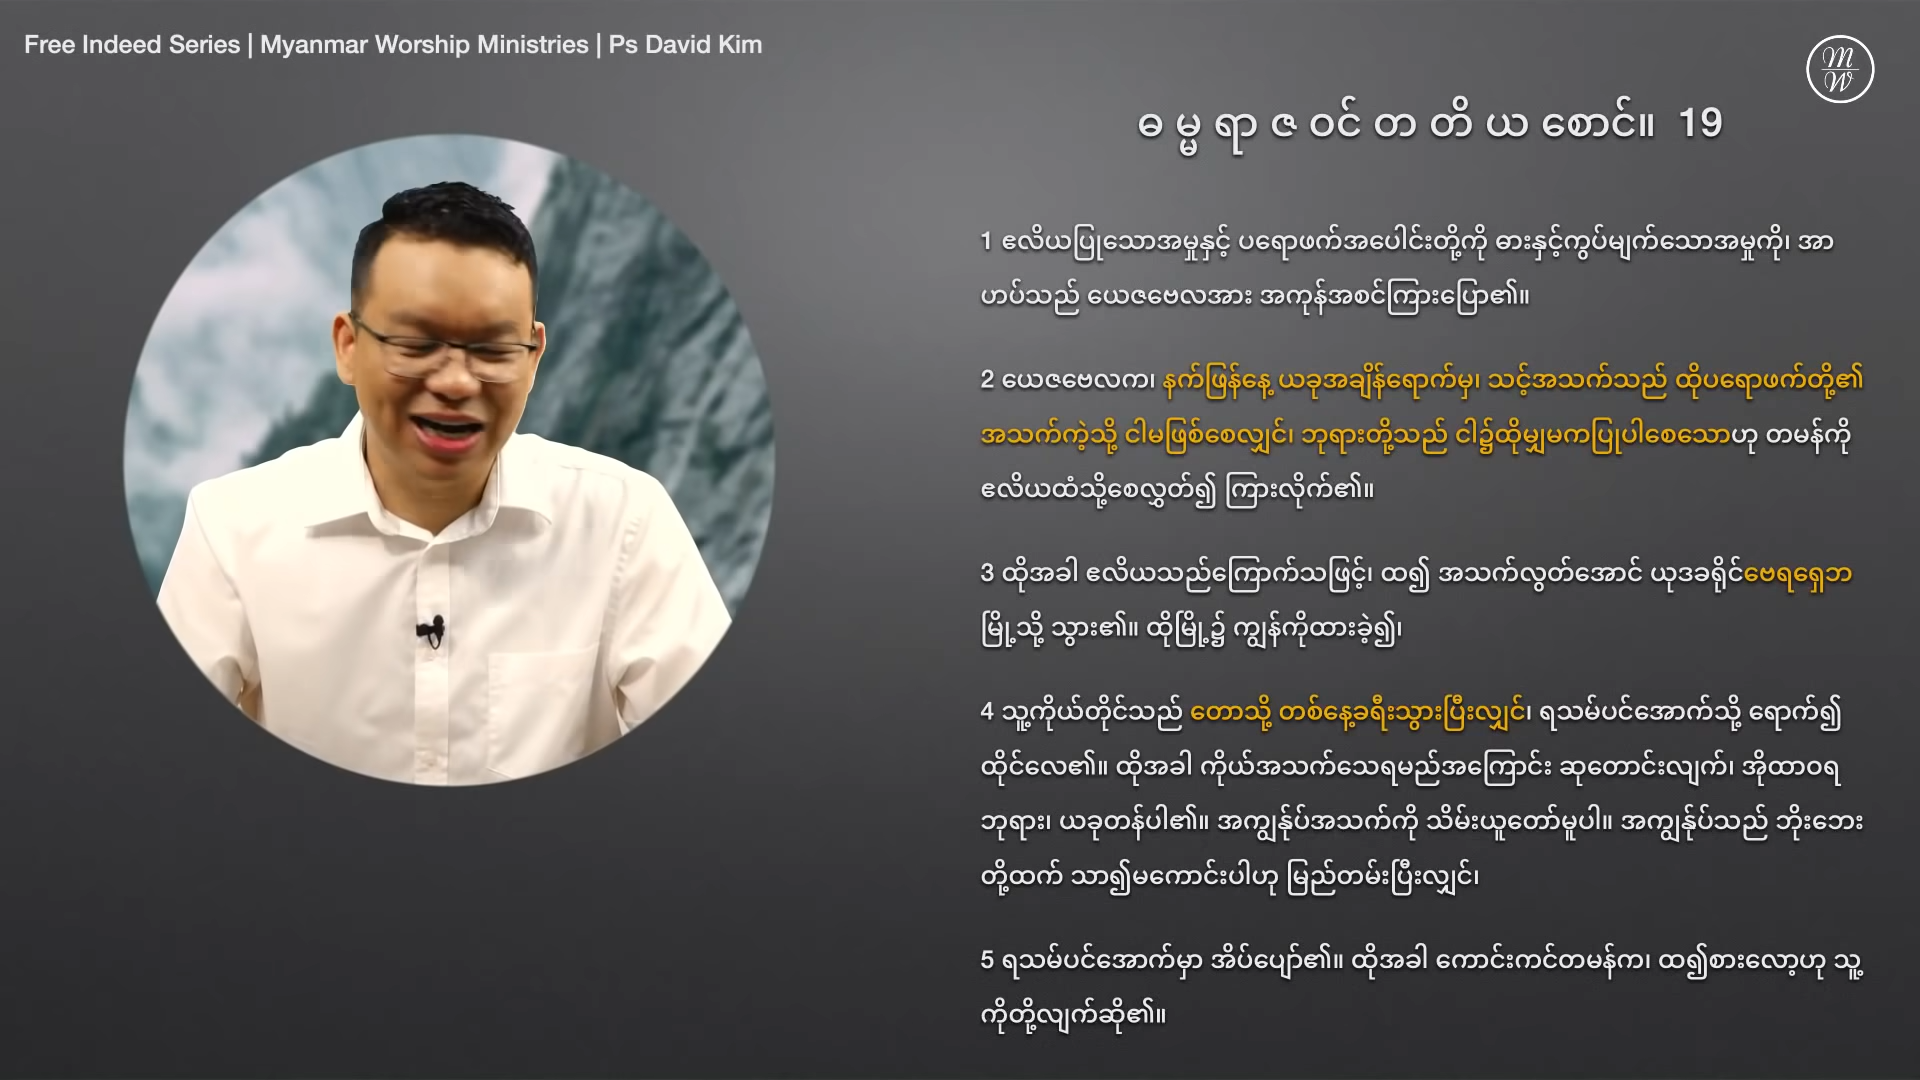 Free Indeed Series | Myanmar Worship Ministries | Ps David Kim
M
W
ဓ မ္မ ရာ ဇ ဝင် တ တိ ယ စောင်။ 19
1 ဧလိယပြုသောအမှုနှင့် ပရောဖက်အပေါင်းတို့ကို ဓားနှင့်ကွပ်မျက်သောအမှုကို၊ အာ
ဟပ်သည် ယေဇဗေလအား အကုန်အစင်ကြားပြော၏။
2 ယေဇဗေလက၊ နက်ဖြန်နေ့ ယခုအချိန်ရောက်မှ၊ သင့်အသက်သည် ထိုပရောဖက်တို့၏
အသက်ကဲ့သို့ ငါမဖြစ်စေလျှင်၊ ဘုရားတို့သည် ငါ၌ထိုမျှမကပြုပါစေသောဟု တမန်ကို
ဧလိယထံသို့စေလွှတ်၍ ကြားလိုက်၏။
3 ထိုအခါ ဧလိယသည်ကြောက်သဖြင့်၊ ထ၍ အသက်လွတ်အောင် ယုဒခရိုင်ဗေရရှေဘ
မြို့သို့ သွား၏။ ထိုမြို့၌ ကျွန်ကိုထားခဲ့၍၊
4 သူ့ကိုယ်တိုင်သည် တောသို့ တစ်နေ့ခရီးသွားပြီးလျှင်၊ ရသမ်ပင်အောက်သို့ ရောက်၍
ထိုင်လေ၏။ ထိုအခါ ကိုယ်အသက်သေရမည်အကြောင်း ဆုတောင်းလျက်၊ အိုထာဝရ
ဘုရား၊ ယခုတန်ပါ၏။ အကျွန်ုပ်အသက်ကို သိမ်းယူတော်မူပါ။ အကျွန်ုပ်သည် ဘိုးဘေး
တို့ထက် သာ၍မကောင်းပါဟု မြည်တမ်းပြီးလျှင်၊
5 ရသမ်ပင်အောက်မှာ အိပ်ပျော်၏။ ထိုအခါ ကောင်းကင်တမန်က၊ ထ၍စားလော့ဟု သူ့
ကိုတို့လျက်ဆို၏။